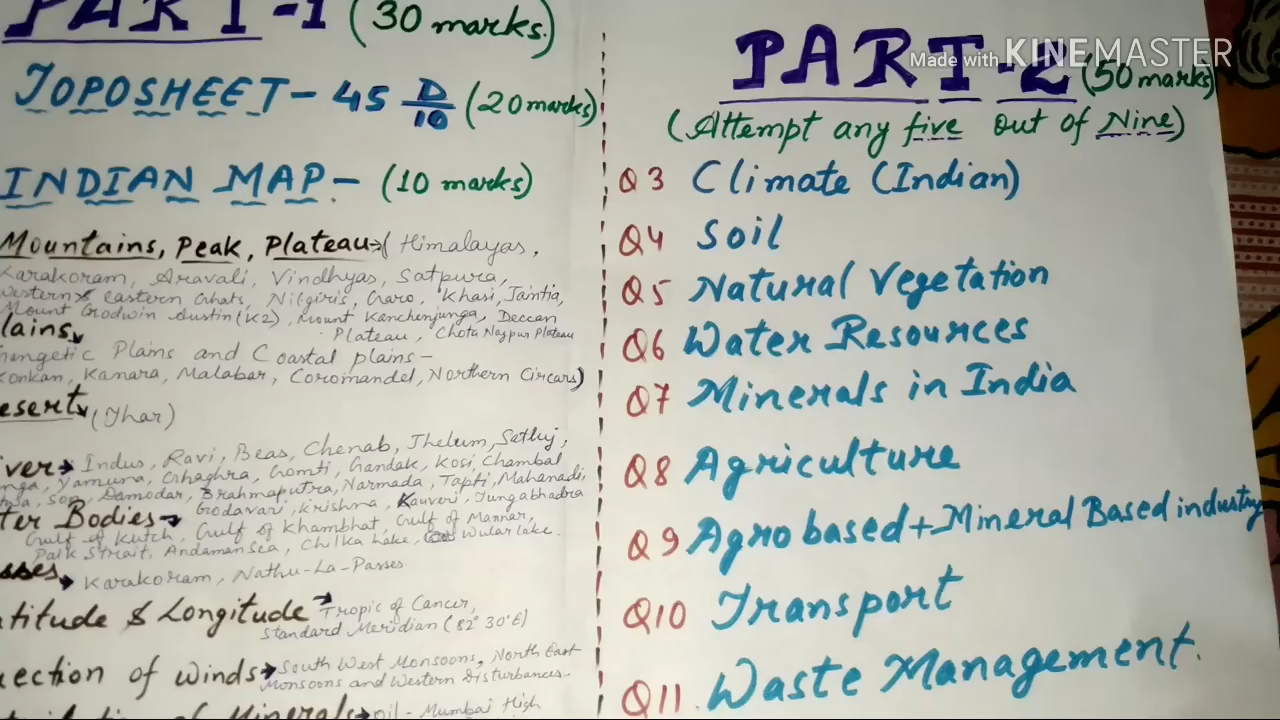 PART-1 (30 marks.)
TOPOSHEET - 45 D/10 (20 marks)
INDIAN MAP - (10 marks)
Mountains, Peak, Plateau→( Himalayas,
Karakoram, Aravali, Vindhyas, Satpura,
Western & eastern Ghats, Nilgiris, Garo, Khasi, Jaintia,
Mount Godwin Austin (K2), Mount Kanchenjunga, Deccan
Plateau, Chota Nagpur Plateau
lains
Gangetic Plains and Coastal plains -
Konkan, Kanara, Malabar, Coromandel, Northern Circars)
esert (Thar)
iver→ Indus, Ravi, Beas, Chenab, Jhelum, Satluj,
nga, Yamuna, Ghaghra, Gomti, Gandak, Kosi, Chambal
Son, Damodar, Brahmaputra, Narmada, Tapti, Mahanadi,
Godavari, Krishna, Kauveri, Tungabhadra
ter Bodies→
Gulf of Kutch, Gulf of Khambhat, Gulf of Mannar,
Palk Strait, Andaman sea, Chilka Lake, Wular lake.
sses→ Karakoram, Nathu-La-Passes
atitude & Longitude→ Tropic of Cancer,
Standard Meridian (82° 30'E)
ection of winds→ South West Monsoons, North East
Monsoons and Western Disturbances-
of Minerals→ oil - Mumbai High
PART-2 (50 marks)
Made with KINEMASTER
(Attempt any five out of Nine)
Q3 Climate (Indian)
Q4 Soil
Q5 Natural Vegetation
Q6 Water Resources
Q7 Minerals in India
Q8 Agriculture
Q9 Agro based + Mineral Based industry
Q10 Transport
Q11. Waste Management.